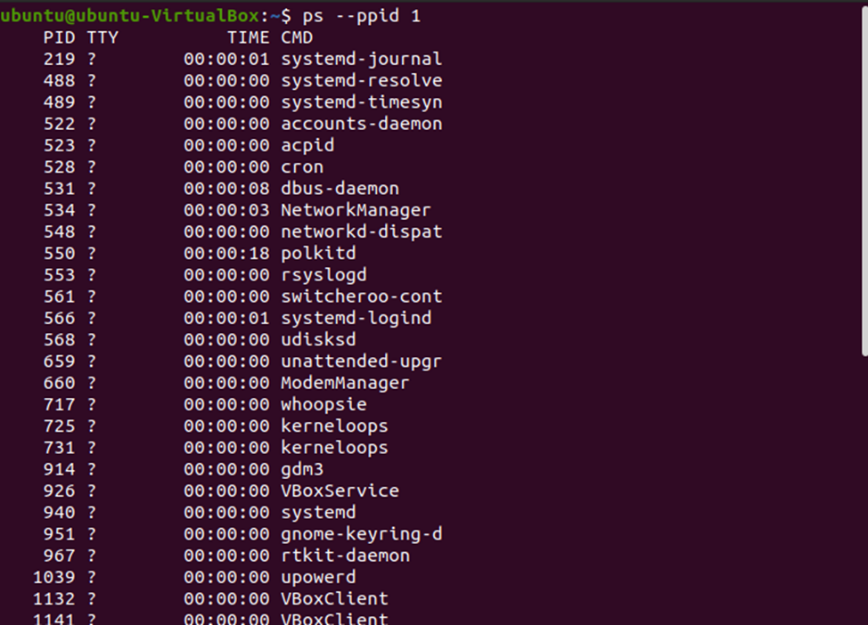 ubuntu@ubuntu-VirtualBox:~$ ps --ppid 1
PID TTY TIME CMD
219 ? 00:00:01 systemd-journal
488 ? 00:00:00 systemd-resolve
489 ? 00:00:00 systemd-timesyn
522 ? 00:00:00 accounts-daemon
523 ? 00:00:00 acpid
528 ? 00:00:00 cron
531 ? 00:00:08 dbus-daemon
534 ? 00:00:03 NetworkManager
548 ? 00:00:00 networkd-dispat
550 ? 00:00:18 polkitd
553 ? 00:00:00 rsyslogd
561 ? 00:00:00 switcheroo-cont
566 ? 00:00:01 systemd-logind
568 ? 00:00:00 udisksd
659 ? 00:00:00 unattended-upgr
660 ? 00:00:00 ModemManager
717 ? 00:00:00 whoopsie
725 ? 00:00:00 kerneloops
731 ? 00:00:00 kerneloops
914 ? 00:00:00 gdm3
926 ? 00:00:00 VBoxService
940 ? 00:00:00 systemd
951 ? 00:00:00 gnome-keyring-d
967 ? 00:00:00 rtkit-daemon
1039 ? 00:00:00 upowerd
1132 ? 00:00:00 VBoxClient
1141 ? 00:00:00 VBoxClient